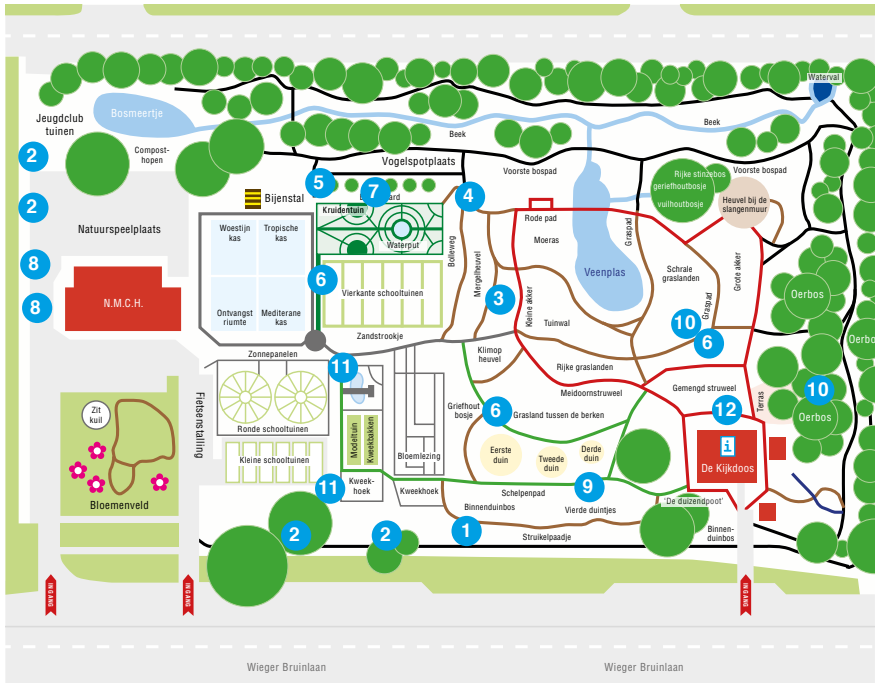 Waterval
Bosmeertje
Jeugdclub
tuinen
Beek
Beek
2
Compost-
hopen
Vogelspotplaats
Voorste bospad
Rijke stinzebos
geriefhoutbosje
vuilhoutbosje
Voorste bospad
5
7
4
Bijenstal
Kruidentuin
Heuvel bij de
slangenmuur
2
Rode pad
Natuurspeelplaats
Woestijn
kas
Tropische
kas
Waterput
Moeras
Graspad
Bolleweg
Mergelheuvel
8
6
Veenplas
Schrale
graslanden
Grote akker
Vierkante schooltuinen
3
Kleine akker
Graspad
Oerbos
8
N.M.C.H.
Ontvangst
riumte
Mediterane
kas
Tuinwal
10
6
Zandstrookje
Oerbo
Zonnepanelen
Klimop
heuvel
11
Rijke graslanden
Meidoornstruweel
Gemengd struweel
10
Terras
Zit
kuil
Fietsenstalling
Griefhout
bosje
6
Grasland tussen de berken
12
Oerbos
Ronde schooltuinen
Modeltuin
Kweekbakken
Bloemlezing
Eerste
duin
Tweede
duin
Derde
duin
i
De Kijkdoos
Kleine schooltuinen
11
Kweek-
hoek
Kweekhoek
Schelpenpad
9
'De duizendpoot'
Bloemenveld
Binnenduinbos
Vierde duintjes
2
2
1
Struikelpaadje
Binnen-
duinbos
INGANG
INGANG
INGANG
Wieger Bruinlaan
Wieger Bruinlaan